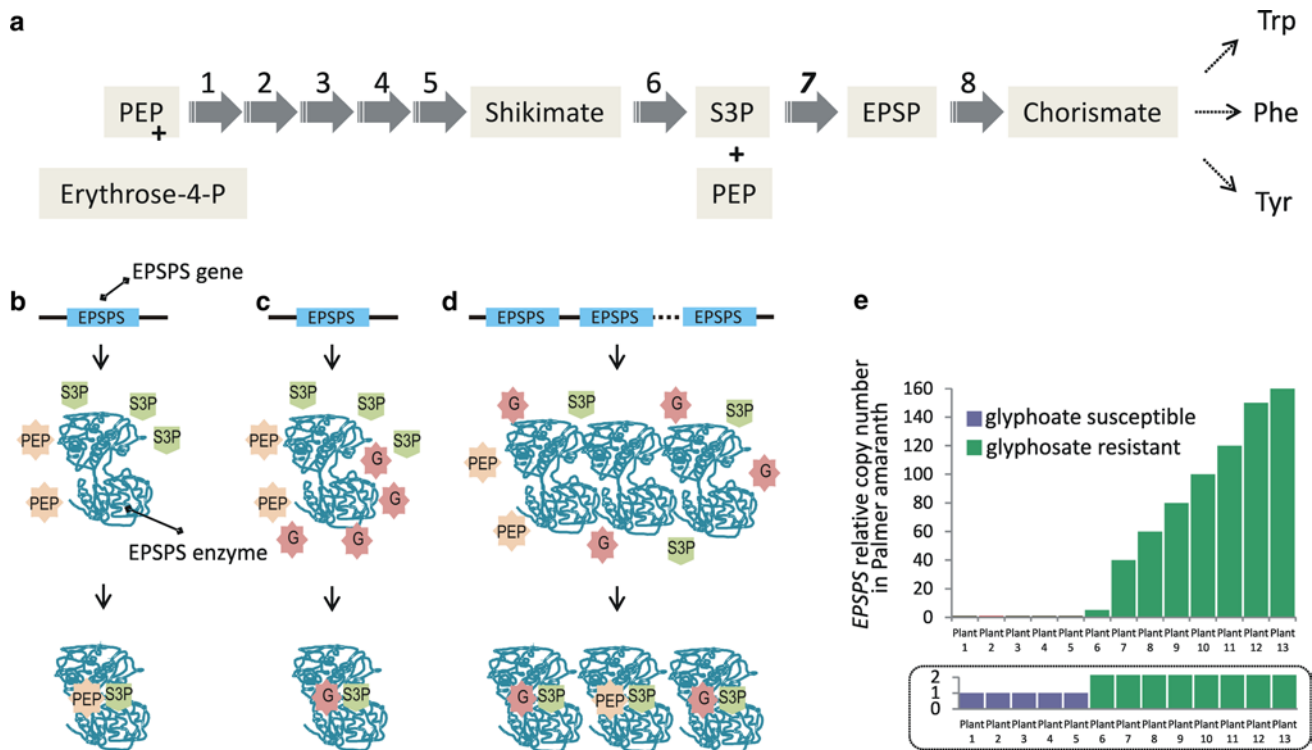 a
1 2 3 4 5 6 7 8
PEP + Erythrose-4-P
Shikimate
S3P + PEP
EPSP
Chorismate
Trp
Phe
Tyr
b
EPSPS gene
EPSPS
S3P
S3P
S3P
PEP
PEP
EPSPS enzyme
PEP S3P
c
EPSPS
S3P
S3P
S3P
PEP
PEP
G
G
G
G
G S3P
d
EPSPS EPSPS EPSPS
G
S3P
G
S3P
PEP
G
PEP
G
S3P
G S3P PEP S3P G S3P
e
EPSPS relative copy number
in Palmer amaranth
160
140
120
100
80
60
40
20
0
glyphoate susceptible
glyphosate resistant
Plant Plant Plant Plant Plant Plant Plant Plant Plant Plant Plant Plant Plant
1 2 3 4 5 6 7 8 9 10 11 12 13
2
1
0
Plant Plant Plant Plant Plant Plant Plant Plant Plant Plant Plant Plant Plant
1 2 3 4 5 6 7 8 9 10 11 12 13